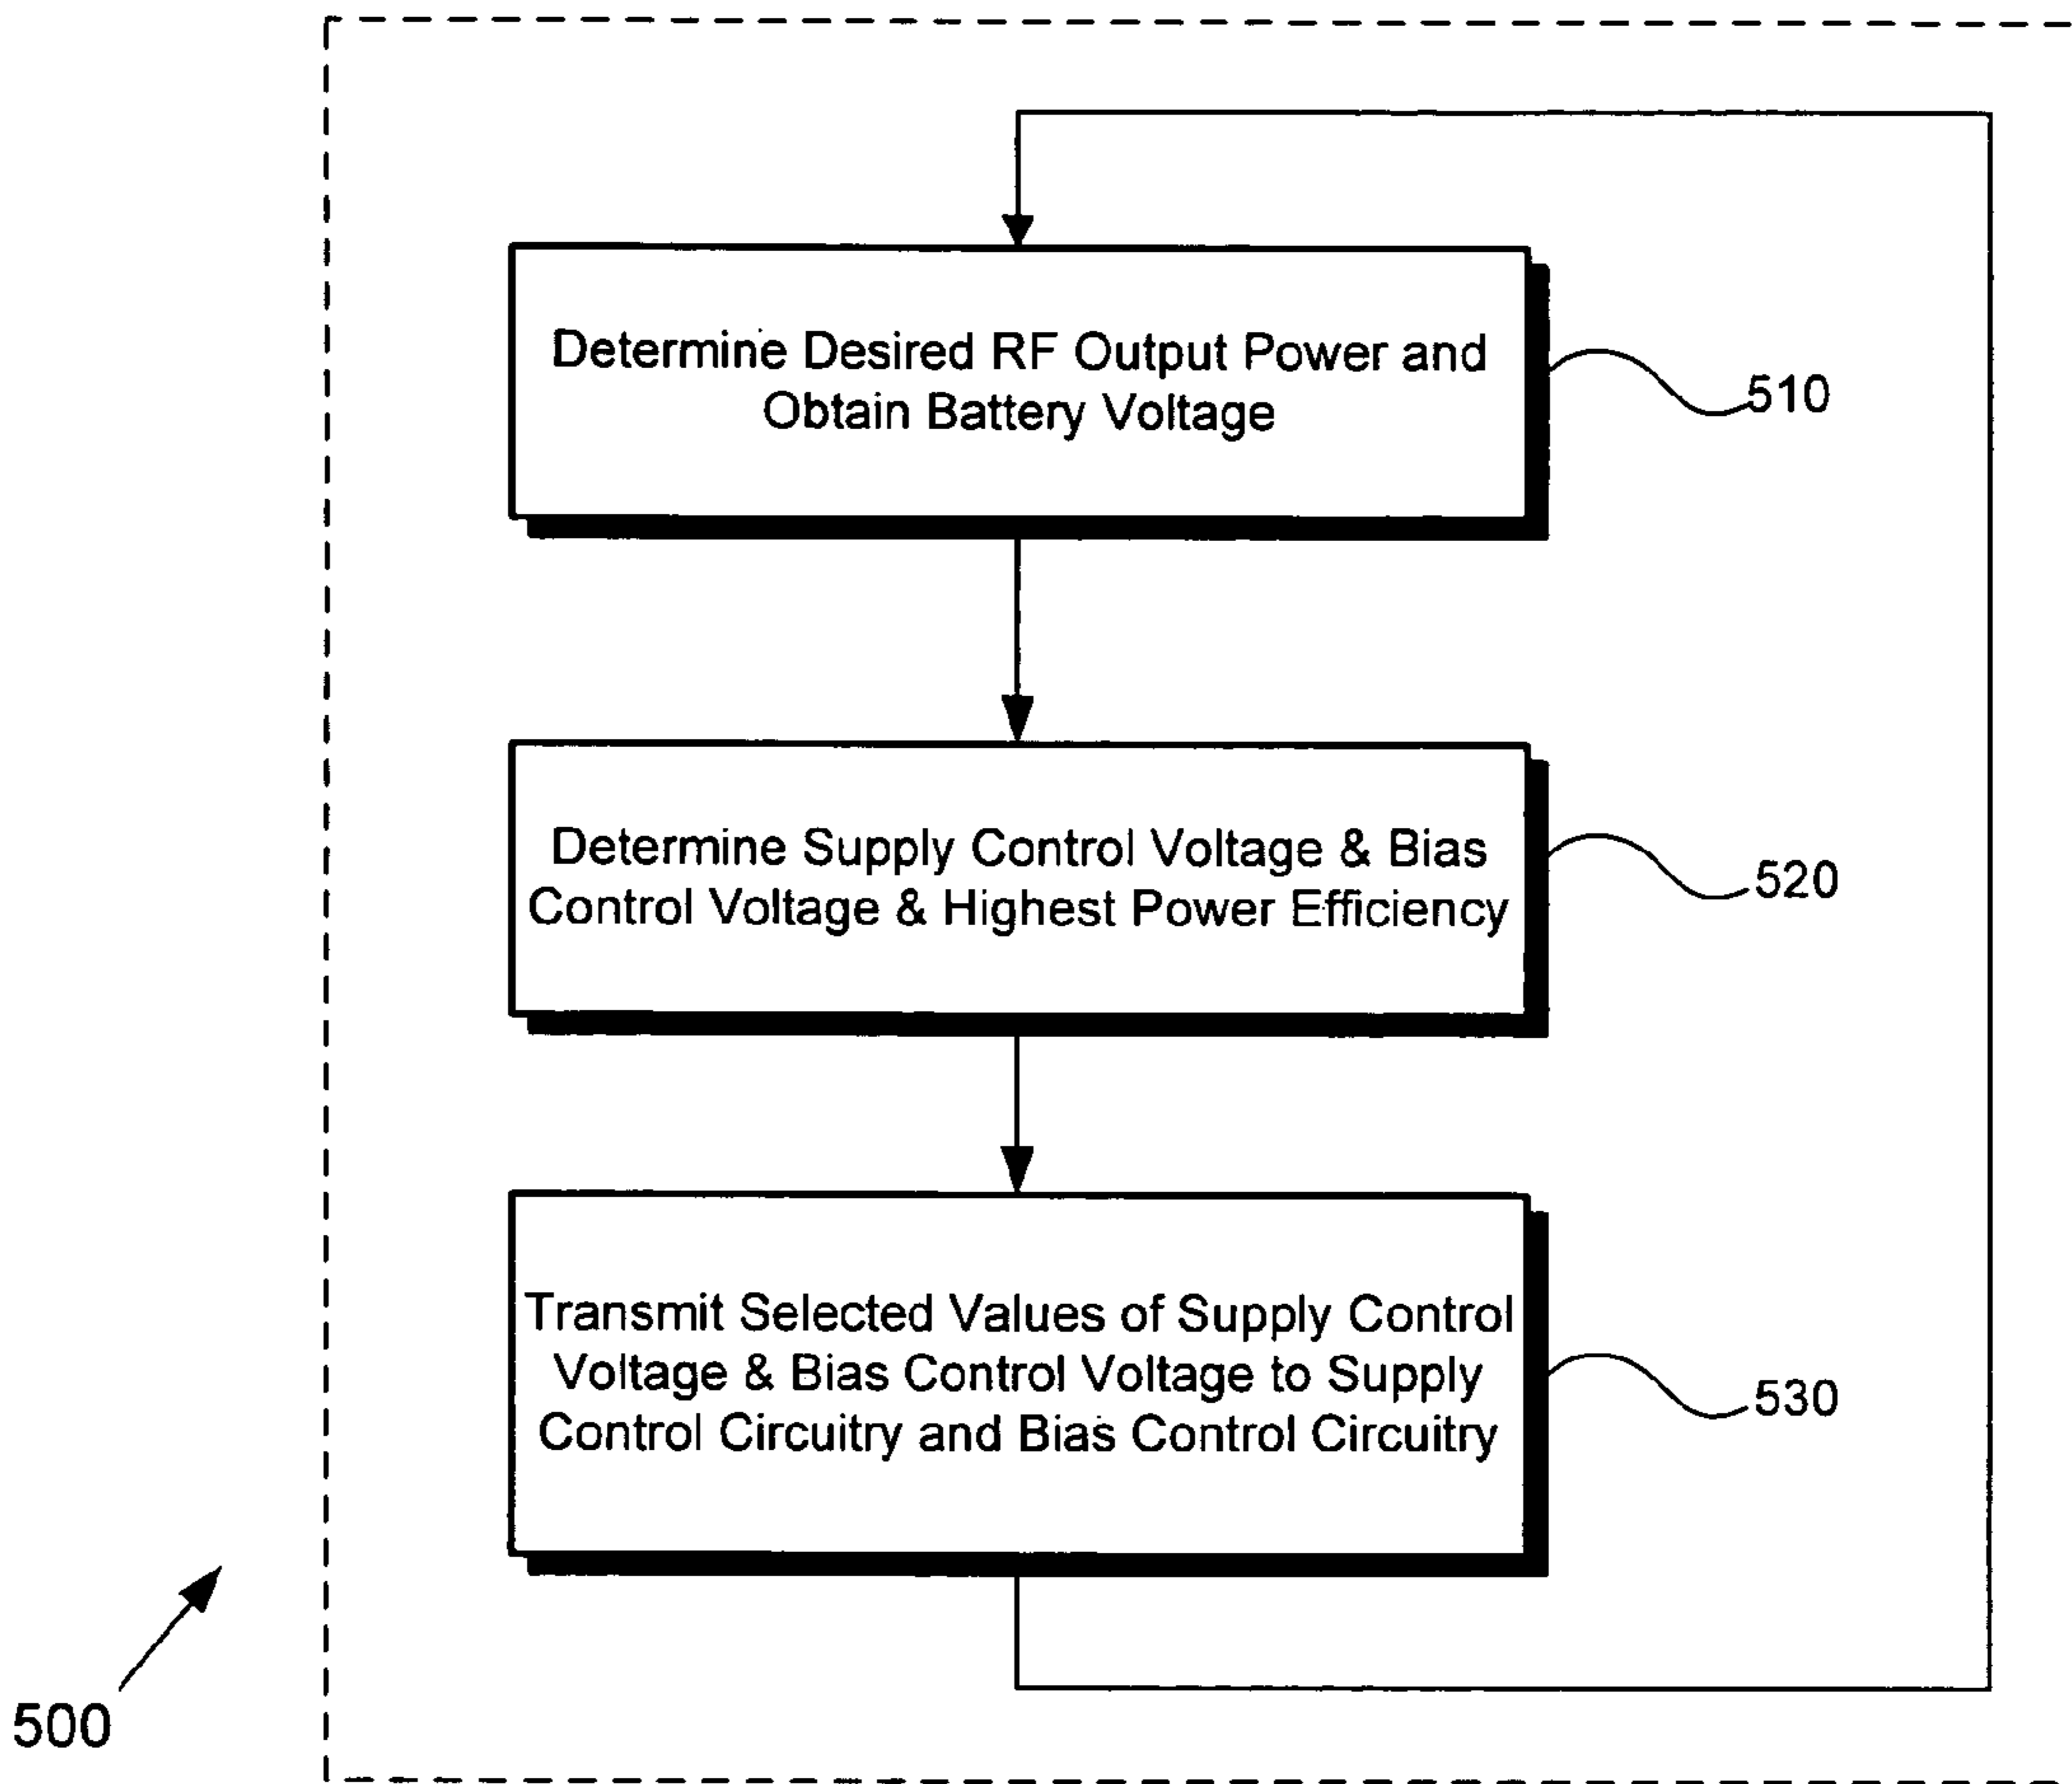 Determine Desired RF Output Power and
Obtain Battery Voltage
510
Determine Supply Control Voltage & Bias
Control Voltage & Highest Power Efficiency
520
Transmit Selected Values of Supply Control
Voltage & Bias Control Voltage to Supply
Control Circuitry and Bias Control Circuitry
530
500